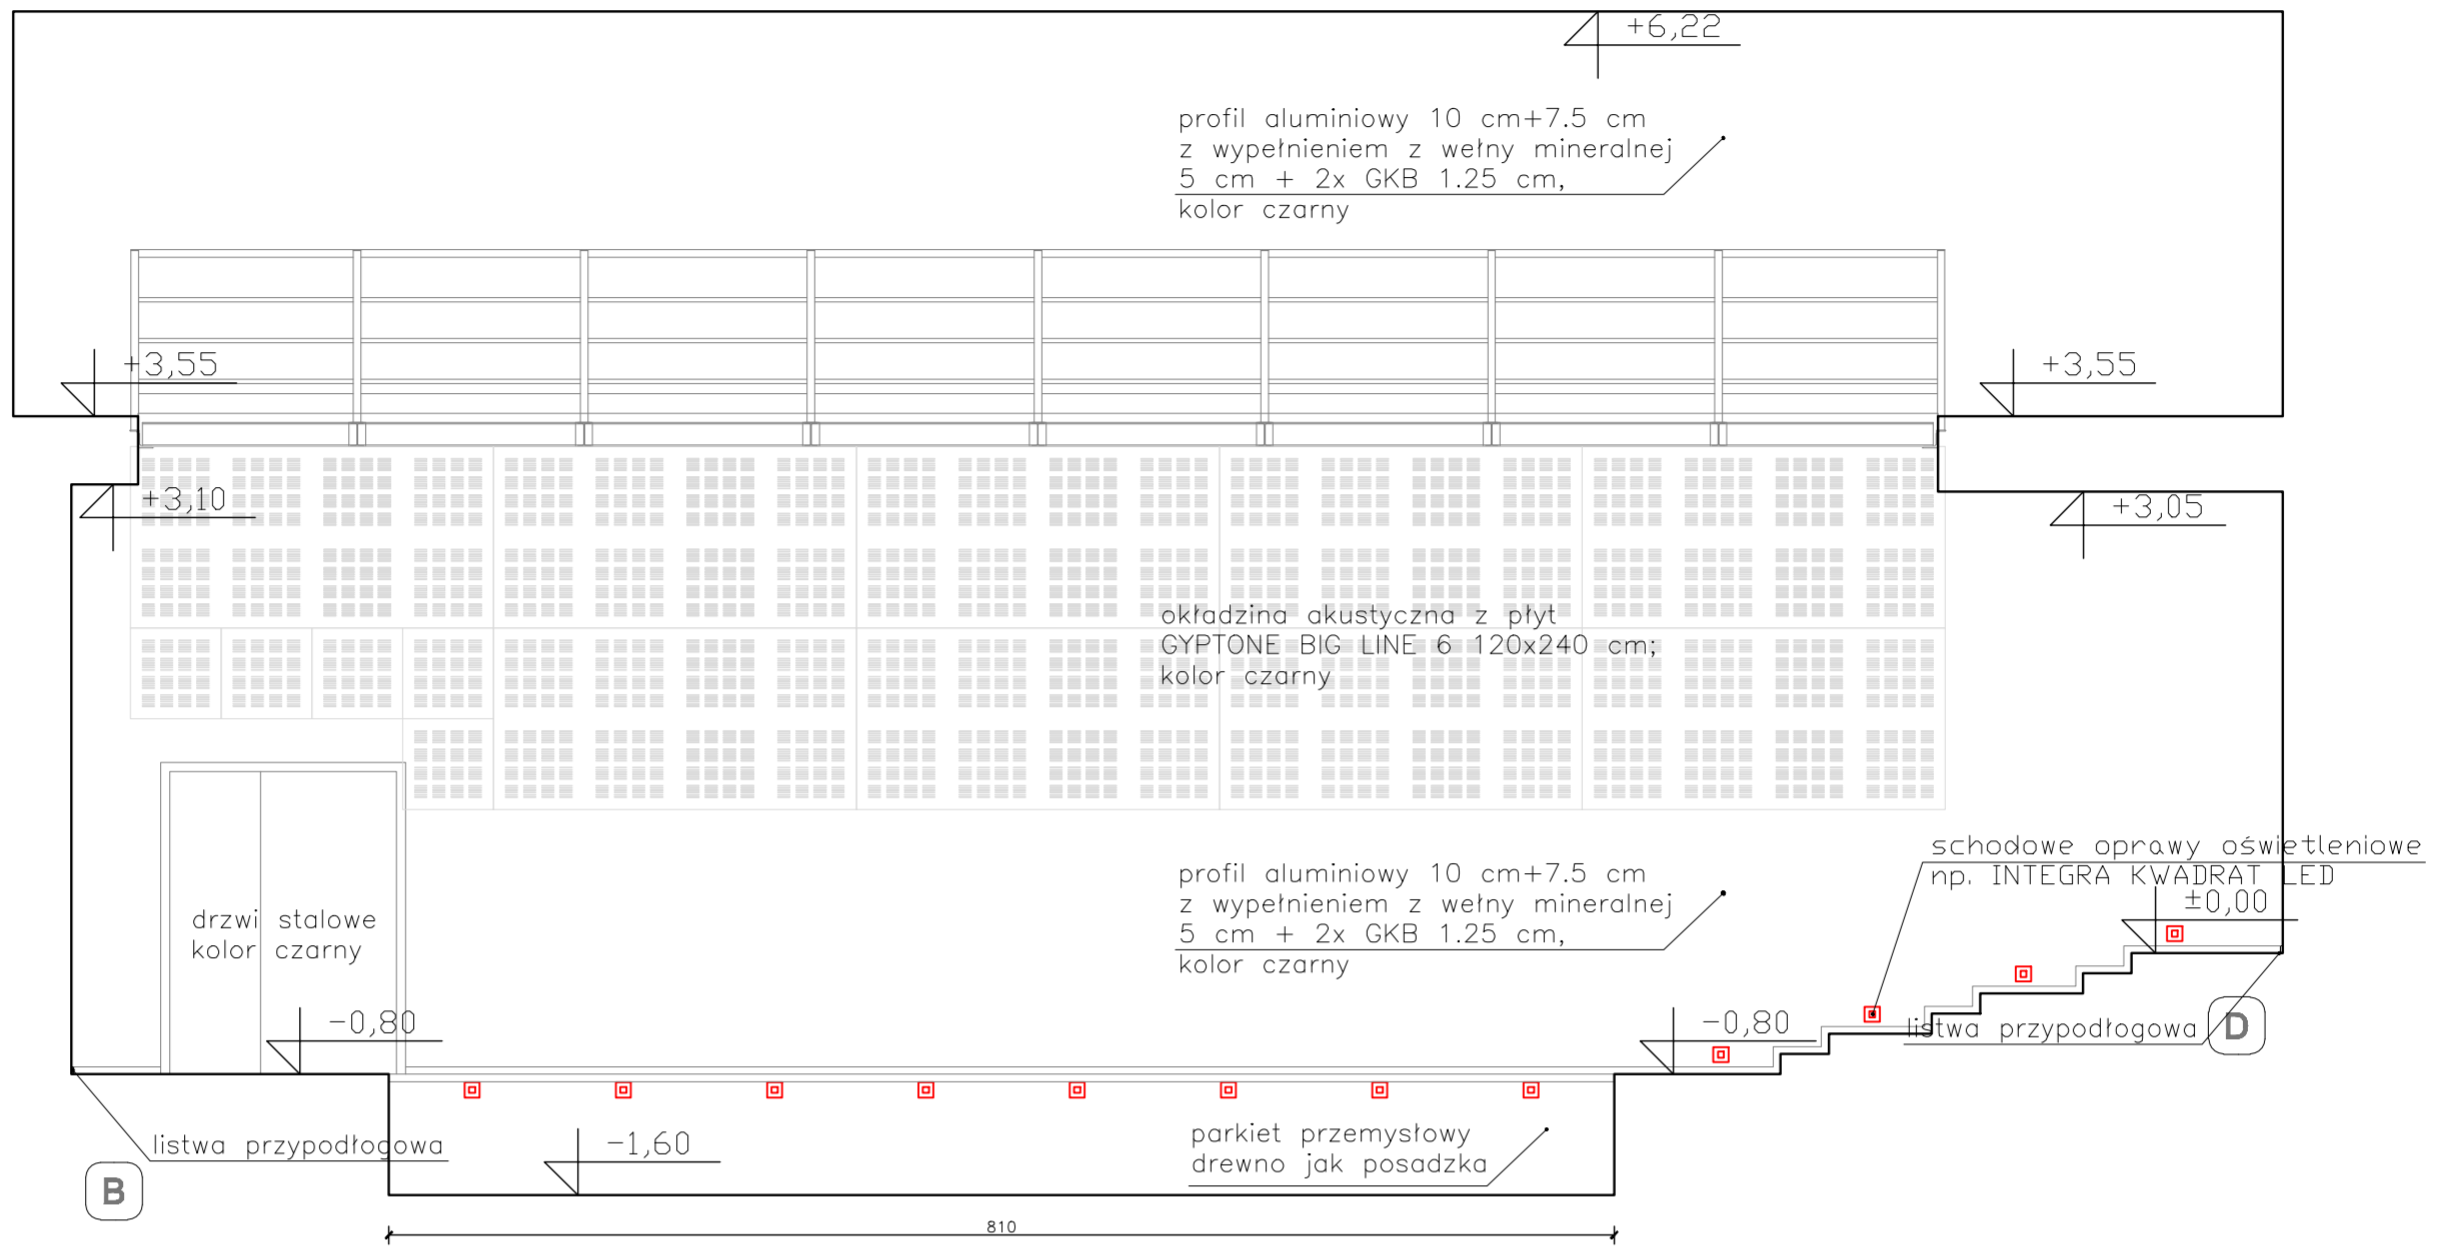 +6,22
profil aluminiowy 10 cm+7.5 cm
z wypełnieniem z wełny mineralnej
5 cm + 2x GKB 1.25 cm,
kolor czarny
+3,55
+3,55
+3,10
+3,05
okładzina akustyczna z płyt
GYPTONE BIG LINE 6 120x240 cm;
kolor czarny
schodowe oprawy oświetleniowe
np. INTEGRA KWADRAT LED
±0,00
profil aluminiowy 10 cm+7.5 cm
z wypełnieniem z wełny mineralnej
5 cm + 2x GKB 1.25 cm,
kolor czarny
drzwi stalowe
kolor czarny
-0,80
-0,80
listwa przypodłogowa
D
listwa przypodłogowa
B
-1,60
parkiet przemysłowy
drewno jak posadzka
810